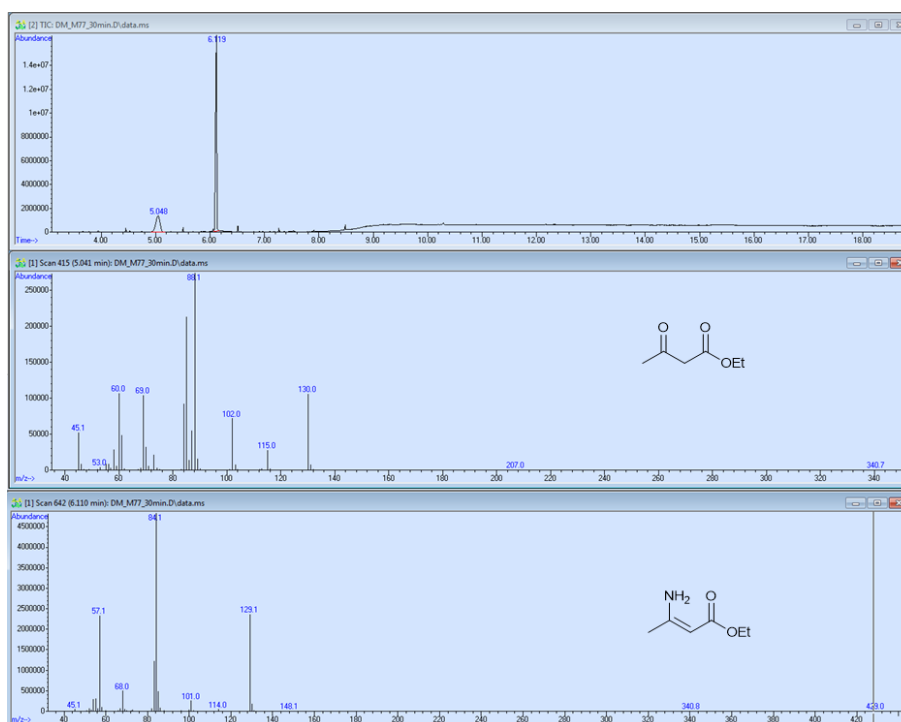 [2] TIC: DM_M77_30min.D\data.ms
Abundance
6.119
1.4e+07
1.2e+07
1e+07
8000000
6000000
4000000
2000000
0
5.048
Time-->
4.00 5.00 6.00 7.00 8.00 9.00 10.00 11.00 12.00 13.00 14.00 15.00 16.00 17.00 18.00
[1] Scan 415 (5.041 min): DM_M77_30min.D\data.ms
Abundance
88.1
250000
200000
150000
100000
50000
0
45.1
53.0
60.0
69.0
102.0
115.0
130.0
207.0
340.7
O O
OEt
m/z-->
40 60 80 100 120 140 160 180 200 220 240 260 280 300 320 340
[1] Scan 642 (6.110 min): DM_M77_30min.D\data.ms
Abundance
84.1
4500000
4000000
3500000
3000000
2500000
2000000
1500000
1000000
500000
0
57.1
129.1
45.1
68.0
101.0
114.0
148.1
340.8
429.0
NH2 O
OEt
m/z-->
40 60 80 100 120 140 160 180 200 220 240 260 280 300 320 340 360 380 400 420